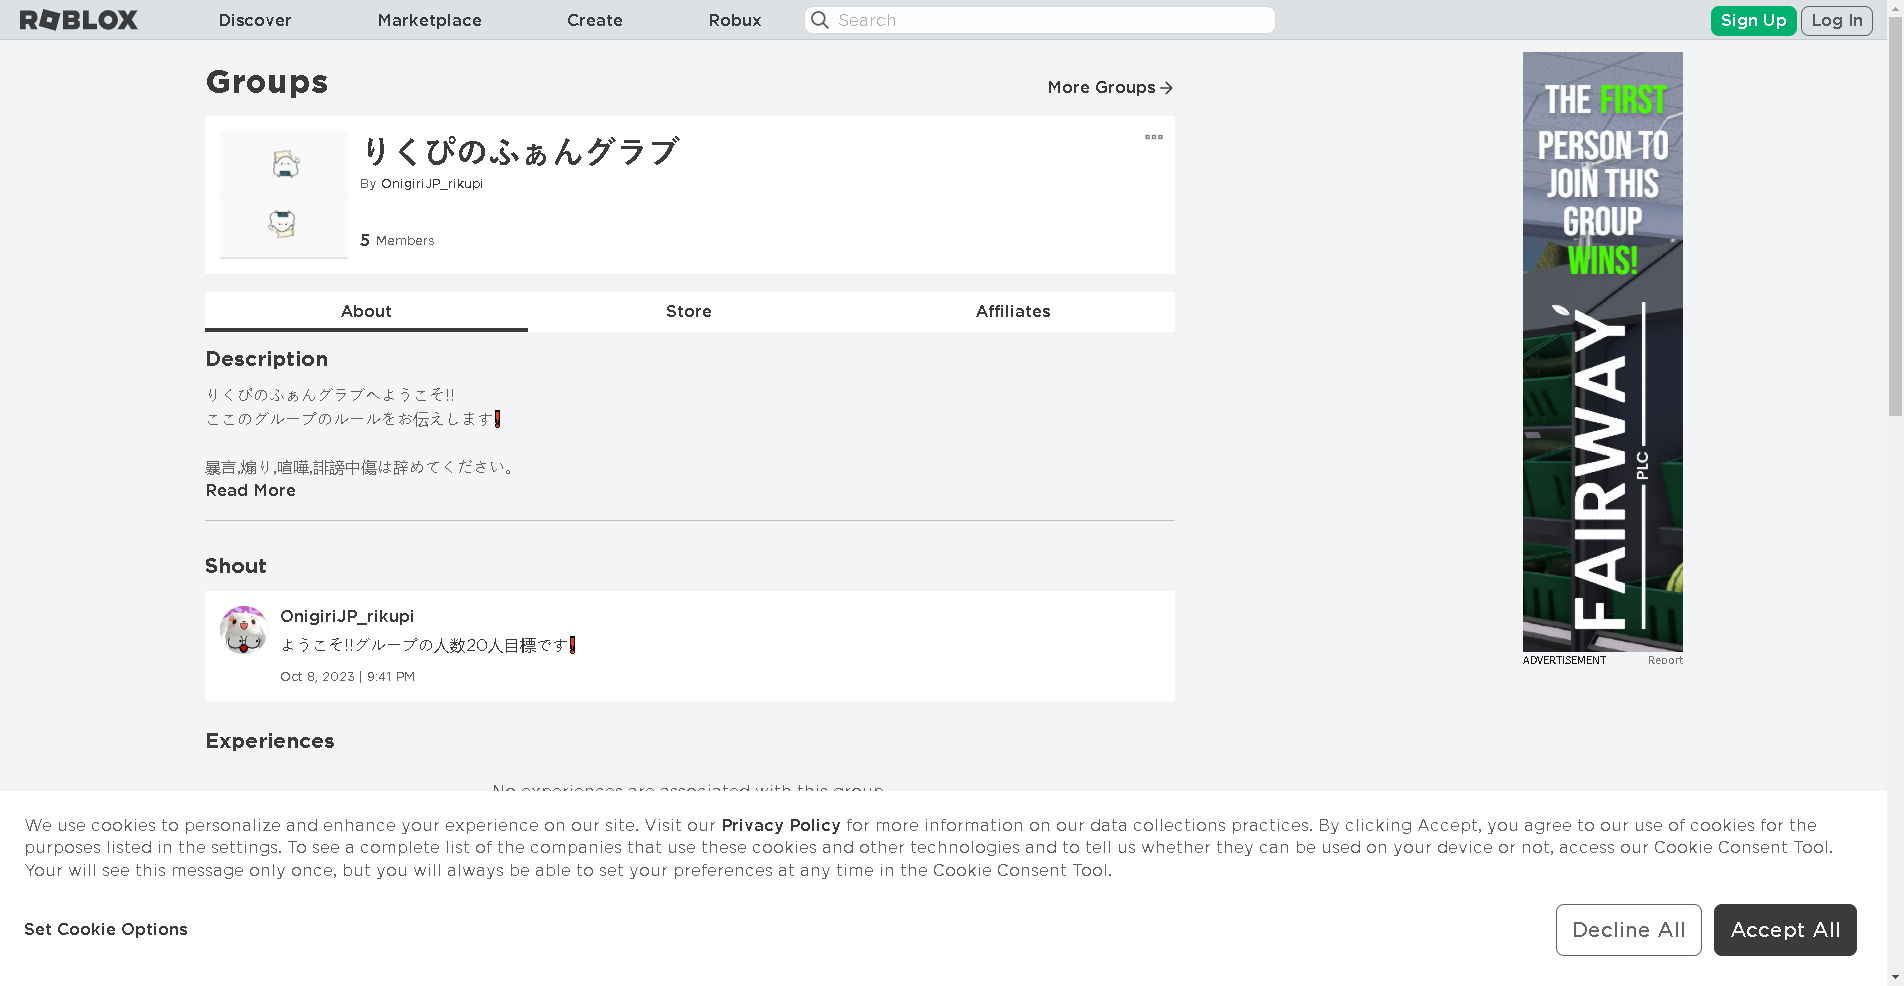 ROBLOX
Discover
Marketplace
Create
Robux
Search
Sign Up
Log In
Groups
More Groups
りくぴのふぁんグラブ
By OnigiriJP_rikupi
5 Members
About
Store
Affiliates
Description
りくぴのふぁんグラブへようこそ!!
ここのグループのルールをお伝えします❗
暴言,煽り,喧嘩,誹謗中傷は辞めてください。
Read More
Shout
OnigiriJP_rikupi
ようこそ!!グループの人数20人目標です❗
Oct 8, 2023 | 9:41 PM
Experiences
No experiences are associated with this group
THE FIRST
PERSON TO
JOIN THIS
GROUP
WINS!
FAIRWAY
PLC
ADVERTISEMENT
Report
We use cookies to personalize and enhance your experience on our site. Visit our Privacy Policy for more information on our data collections practices. By clicking Accept, you agree to our use of cookies for the
purposes listed in the settings. To see a complete list of the companies that use these cookies and other technologies and to tell us whether they can be used on your device or not, access our Cookie Consent Tool.
Your will see this message only once, but you will always be able to set your preferences at any time in the Cookie Consent Tool.
Set Cookie Options
Decline All
Accept All